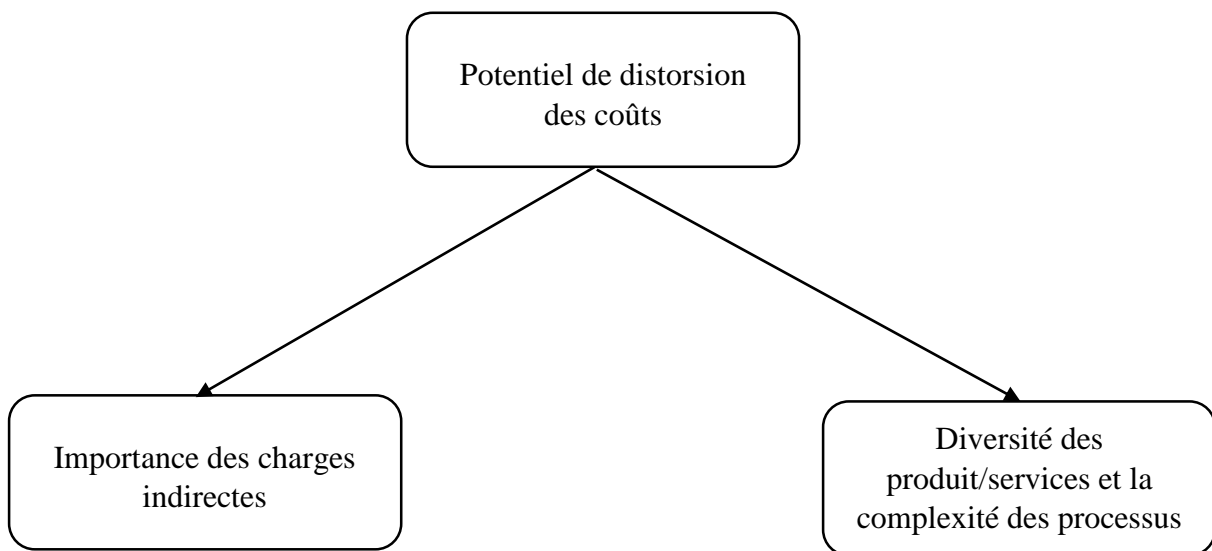 Potentiel de distorsion
des coûts
Importance des charges
indirectes
Diversité des
produit/services et la
complexité des processus